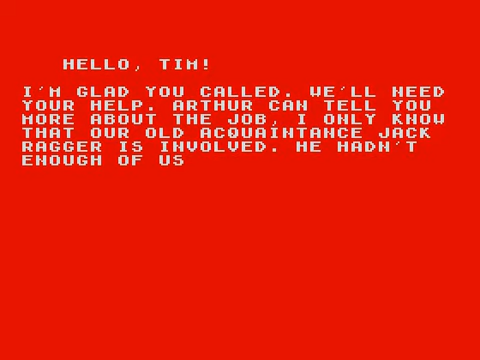 HELLO, TIM!
I'M GLAD YOU CALLED. WE'LL NEED
YOUR HELP. ARTHUR CAN TELL YOU
MORE ABOUT THE JOB, I ONLY KNOW
THAT OUR OLD ACQUAINTANCE JACK
RAGGER IS INVOLVED. HE HADN'T
ENOUGH OF US